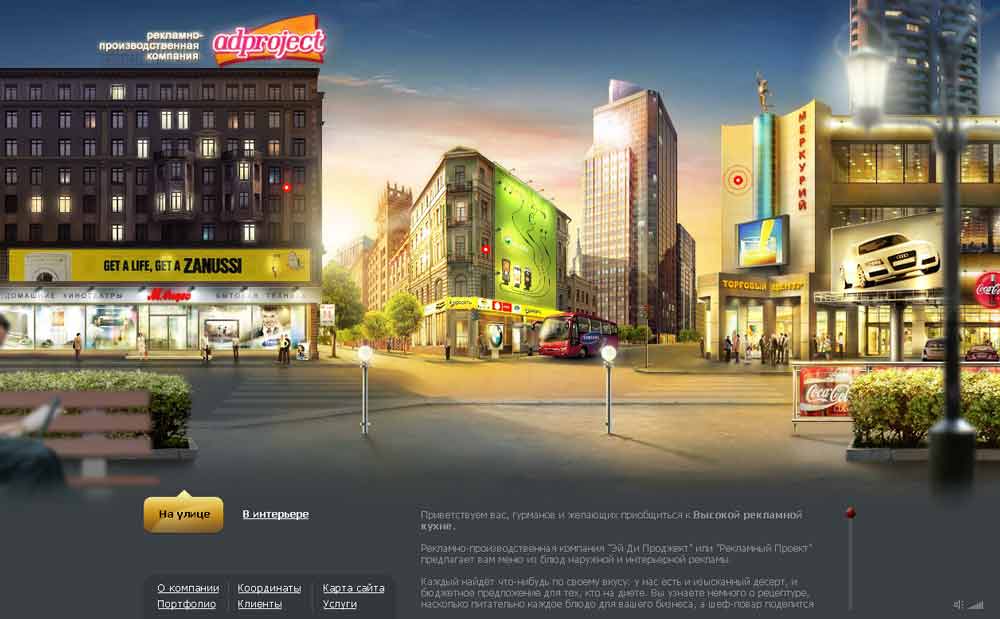 рекламно-
производственная
компания
adproject
МЕРКУРИЙ
GET A LIFE, GET A ZANUSSI
ТОРГОВЫЙ ЦЕНТР
ДОМАШНИЕ КИНОТЕАТРЫ
М.Видео
БЫТОВАЯ ТЕХНИКА
Coca-Cola
На улице
В интерьере
Приветствуем вас, гурманов и желающих приобщиться к Высокой рекламной
кухне.
Рекламно-производственная компания "Эй Ди Проджект" или "Рекламный Проект"
предлагает вам меню из блюд наружной и интерьерной рекламы.
Каждый найдёт что-нибудь по своему вкусу: у нас есть и изысканный десерт, и
бюджетное предложение для тех, кто на диете. Вы узнаете немного о рецептуре,
насколько питательно каждое блюдо для вашего бизнеса, а шеф-повар поделится
О компании
Координаты
Карта сайта
Портфолио
Клиенты
Услуги